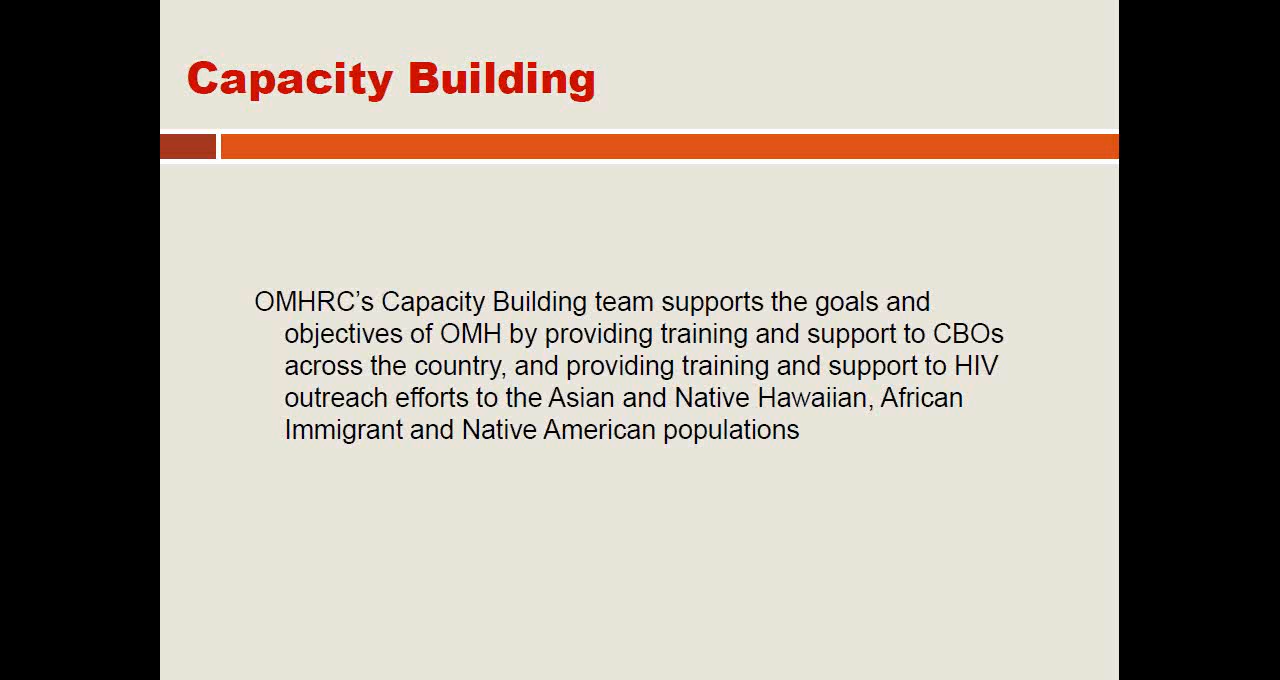 Capacity Building
OMHRC’s Capacity Building team supports the goals and
objectives of OMH by providing training and support to CBOs
across the country, and providing training and support to HIV
outreach efforts to the Asian and Native Hawaiian, African
Immigrant and Native American populations